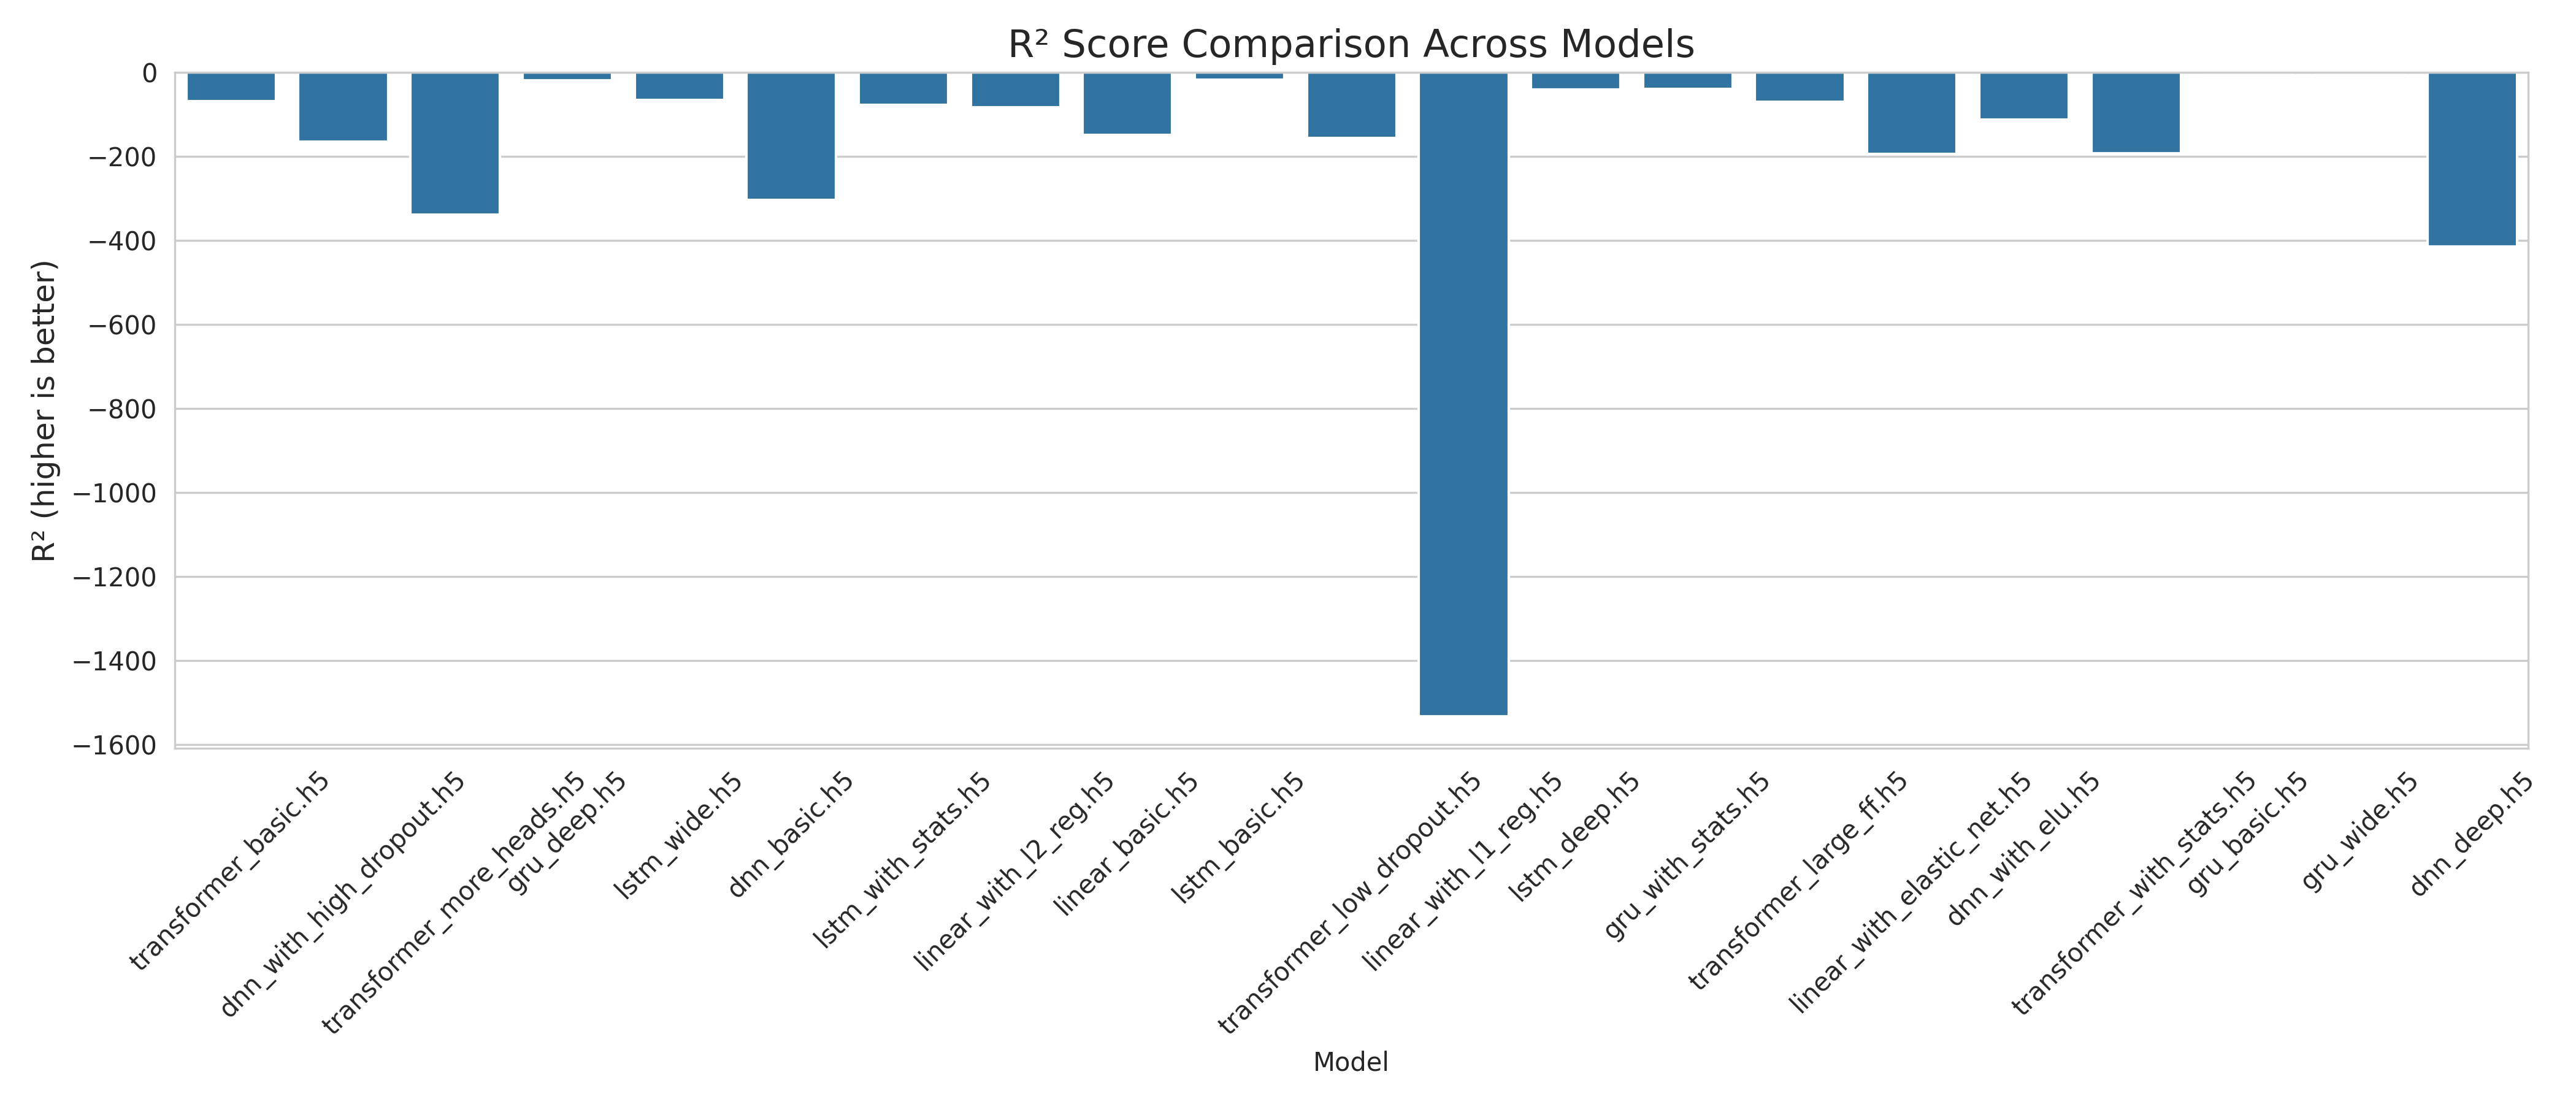 R² Score Comparison Across Models
R² (higher is better)
0
−200
−400
−600
−800
−1000
−1200
−1400
−1600
transformer_basic.h5
dnn_with_high_dropout.h5
transformer_more_heads.h5
gru_deep.h5
lstm_wide.h5
dnn_basic.h5
lstm_with_stats.h5
linear_with_l2_reg.h5
linear_basic.h5
lstm_basic.h5
transformer_low_dropout.h5
linear_with_l1_reg.h5
lstm_deep.h5
gru_with_stats.h5
transformer_large_ff.h5
linear_with_elastic_net.h5
dnn_with_elu.h5
transformer_with_stats.h5
gru_basic.h5
gru_wide.h5
dnn_deep.h5
Model